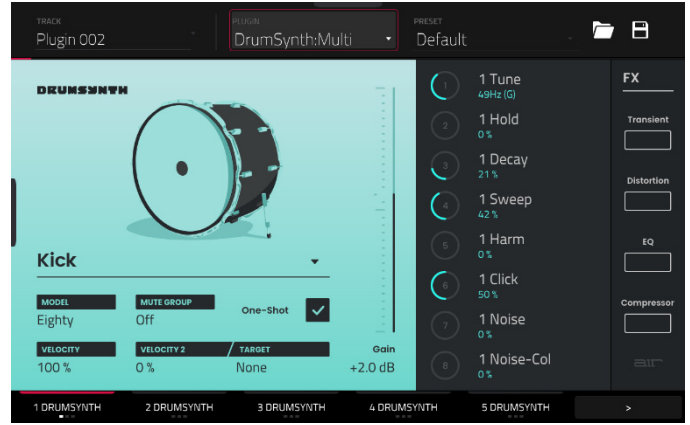 TRACK
Plugin 002
PLUGIN
DrumSynth:Multi
PRESET
Default
DRUMSYNTH
Kick
MODEL
Eighty
MUTE GROUP
Off
One-Shot
VELOCITY
100 %
VELOCITY 2
0 %
TARGET
None
Gain
+2.0 dB
1
1 Tune
49Hz (G)
2
1 Hold
0 %
3
1 Decay
21 %
4
1 Sweep
42 %
5
1 Harm
0 %
6
1 Click
50 %
7
1 Noise
0 %
8
1 Noise-Col
0 %
FX
Transient
Distortion
EQ
Compressor
air
1 DRUMSYNTH
2 DRUMSYNTH
3 DRUMSYNTH
4 DRUMSYNTH
5 DRUMSYNTH
>